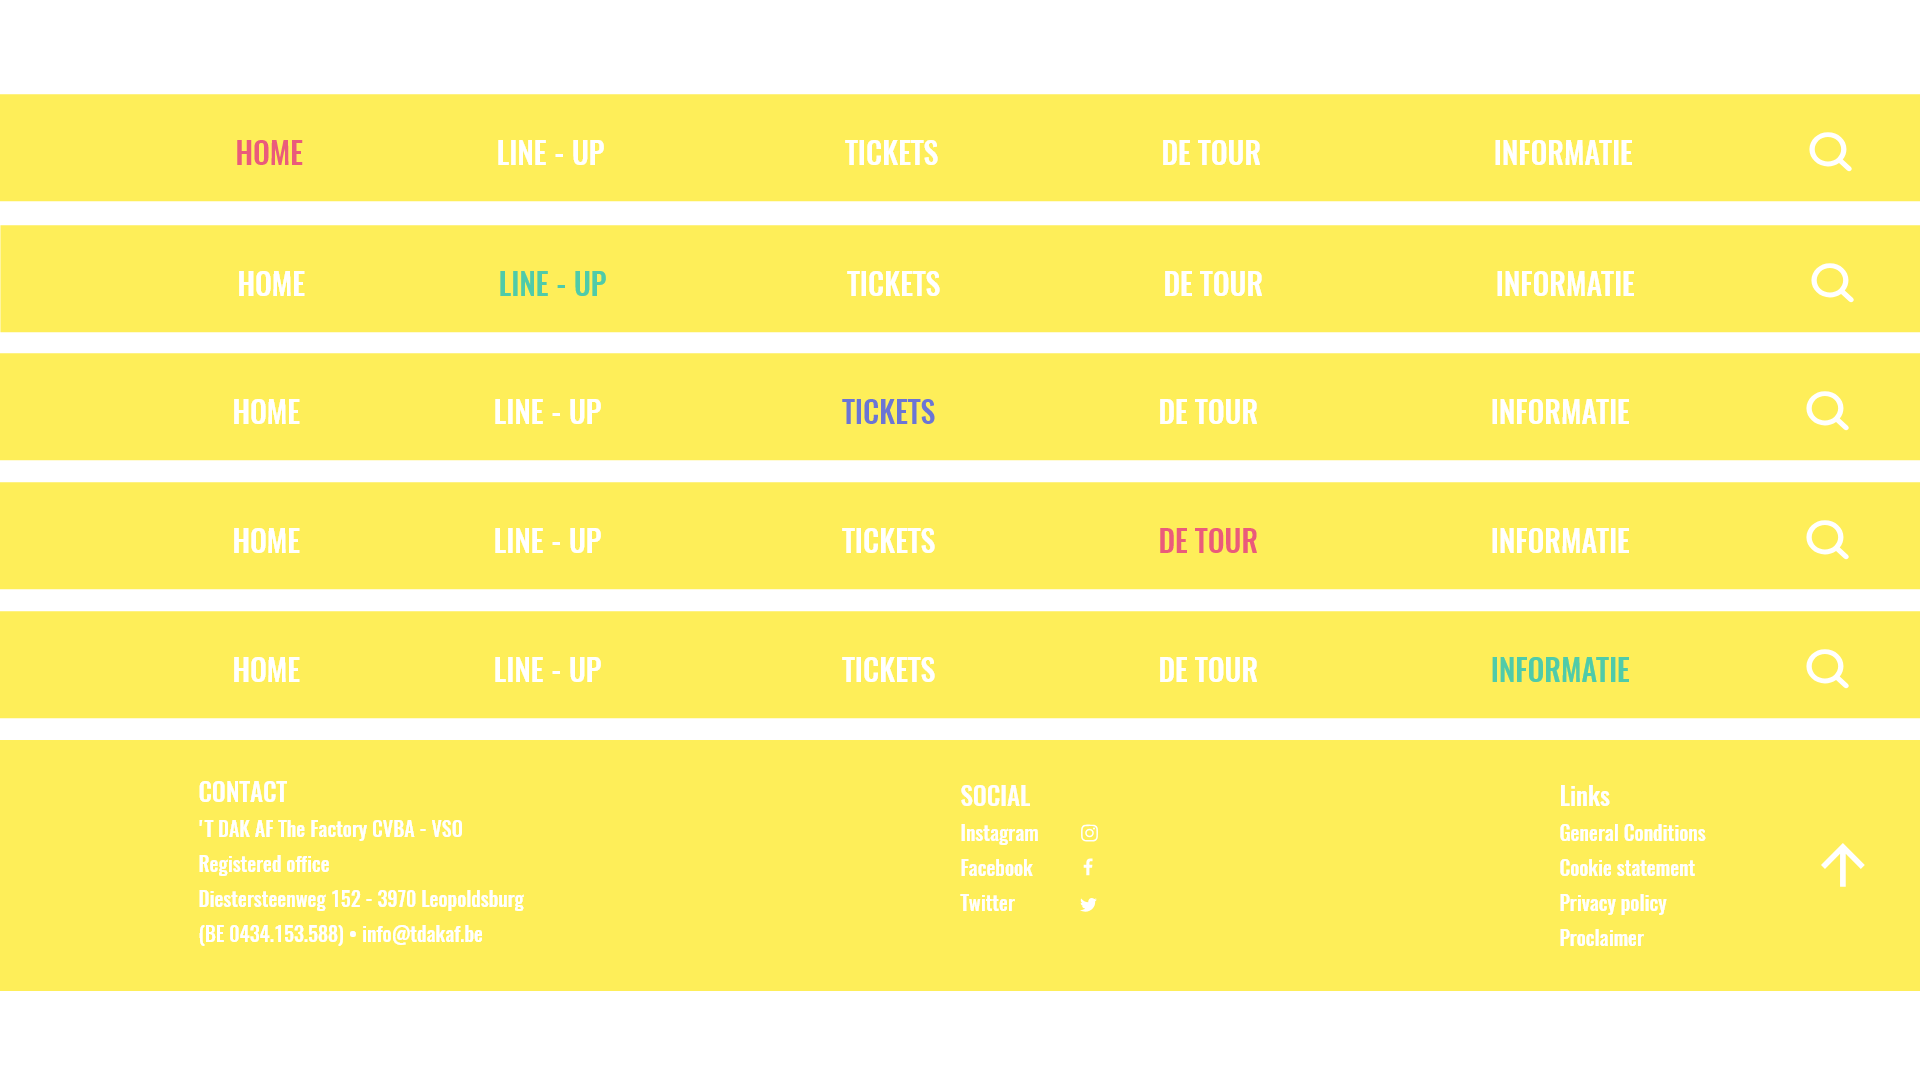 HOME LINE - UP TICKETS DE TOUR INFORMATIE
HOME LINE - UP TICKETS DE TOUR INFORMATIE
HOME LINE - UP TICKETS DE TOUR INFORMATIE
HOME LINE - UP TICKETS DE TOUR INFORMATIE
HOME LINE - UP TICKETS DE TOUR INFORMATIE
CONTACT
'T DAK AF The Factory CVBA - VSO
Registered office
Diestersteenweg 152 - 3970 Leopoldsburg
(BE 0434.153.588) • info@tdakaf.be
SOCIAL
Instagram
Facebook
Twitter
Links
General Conditions
Cookie statement
Privacy policy
Proclaimer